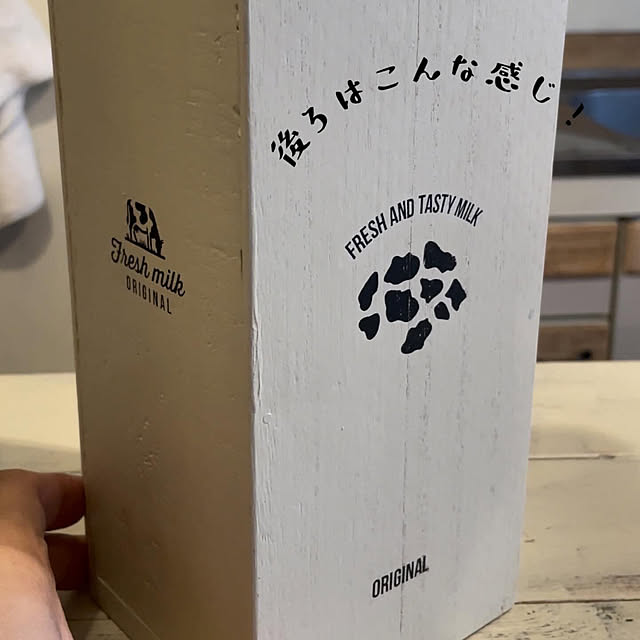 後ろはこんな感じ!
Fresh milk
ORIGINAL
FRESH AND TASTY MILK
ORIGINAL